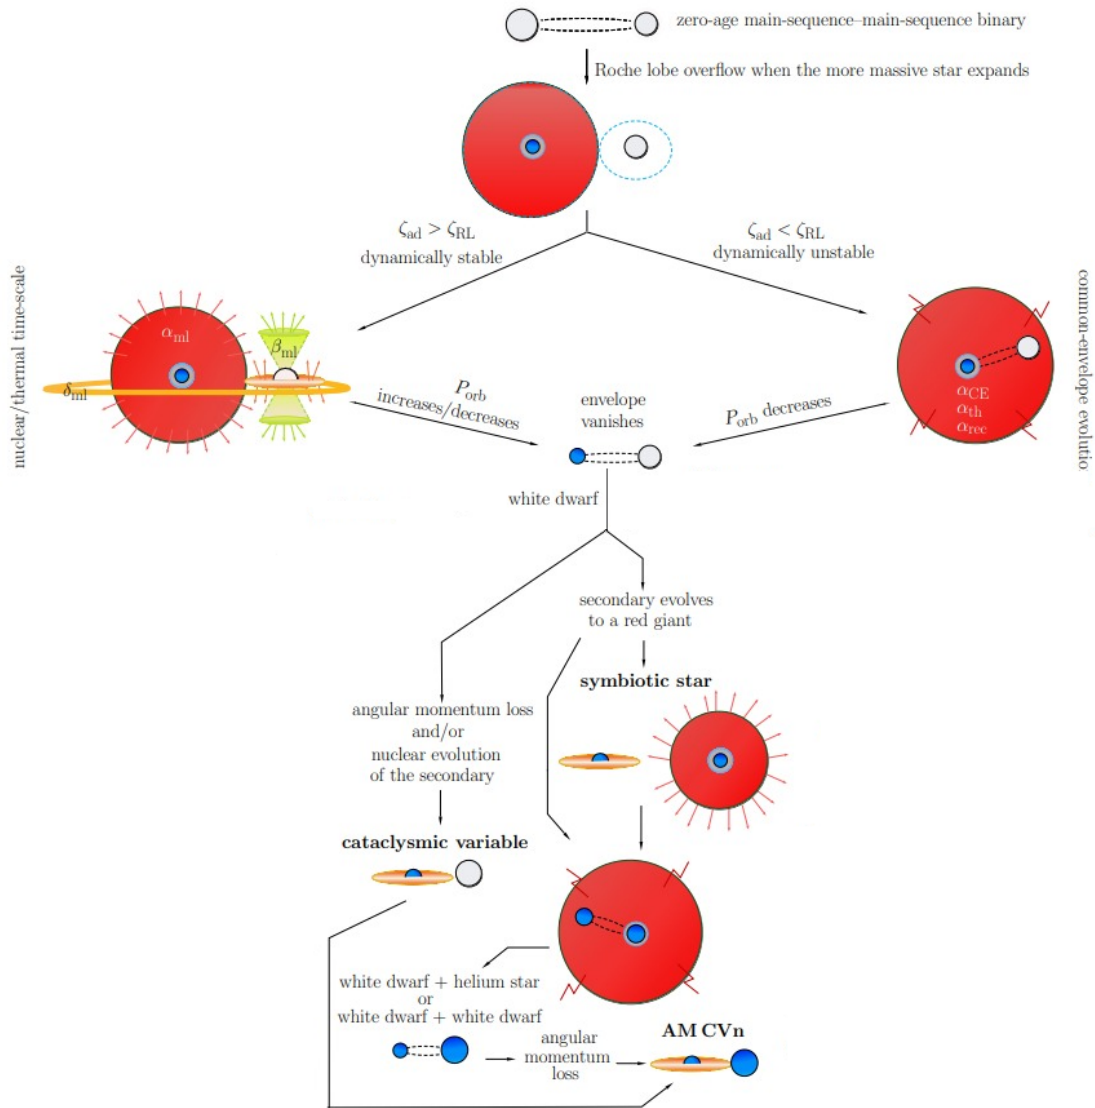 zero-age main-sequence–main-sequence binary
Roche lobe overflow when the more massive star expands
ζad > ζRL
dynamically stable
ζad < ζRL
dynamically unstable
nuclear/thermal time-scale
αml
βml
δml
Porb
increases/decreases
envelope
vanishes
Porb decreases
αCE
αth
αrec
common-envelope evolutio
white dwarf
secondary evolves
to a red giant
symbiotic star
angular momentum loss
and/or
nuclear evolution
of the secondary
cataclysmic variable
white dwarf + helium star
or
white dwarf + white dwarf
angular
momentum
loss
AM CVn